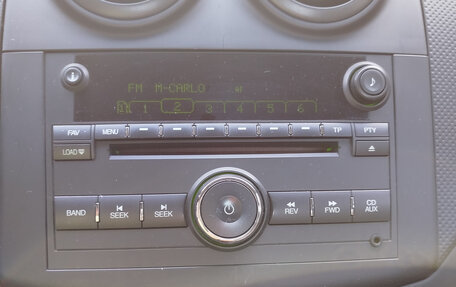 FM M-CARLO AF
1 2 3 4 5 6
FAV MENU TP PTY
LOAD
BAND SEEK SEEK REV FWD CD AUX